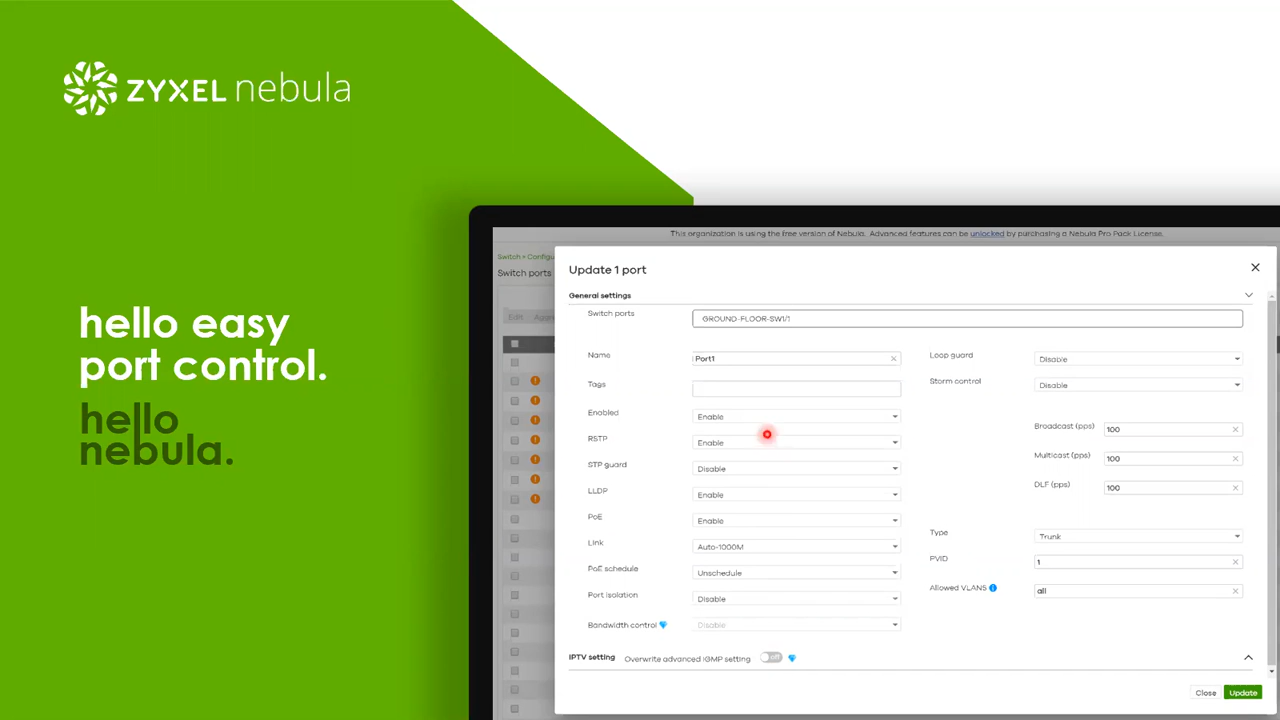 ZYXEL nebula
hello easy
port control.
hello
nebula.
This organization is using the free version of Nebula. Advanced features can be unlocked by purchasing a Nebula Pro Pack License.
Switch > Configu
Switch ports
Edit
Update 1 port
General settings
Switch ports GROUND-FLOOR-SW1/1
Name Port1
Tags
Enabled Enable
RSTP Enable
STP guard Disable
LLDP Enable
PoE Enable
Link Auto-1000M
PoE schedule Unschedule
Port isolation Disable
Bandwidth control Disable
Loop guard Disable
Storm control Disable
Broadcast (pps) 100
Multicast (pps) 100
DLF (pps) 100
Type Trunk
PVID 1
Allowed VLANs all
IPTV setting Overwrite advanced IGMP setting off
Close Update